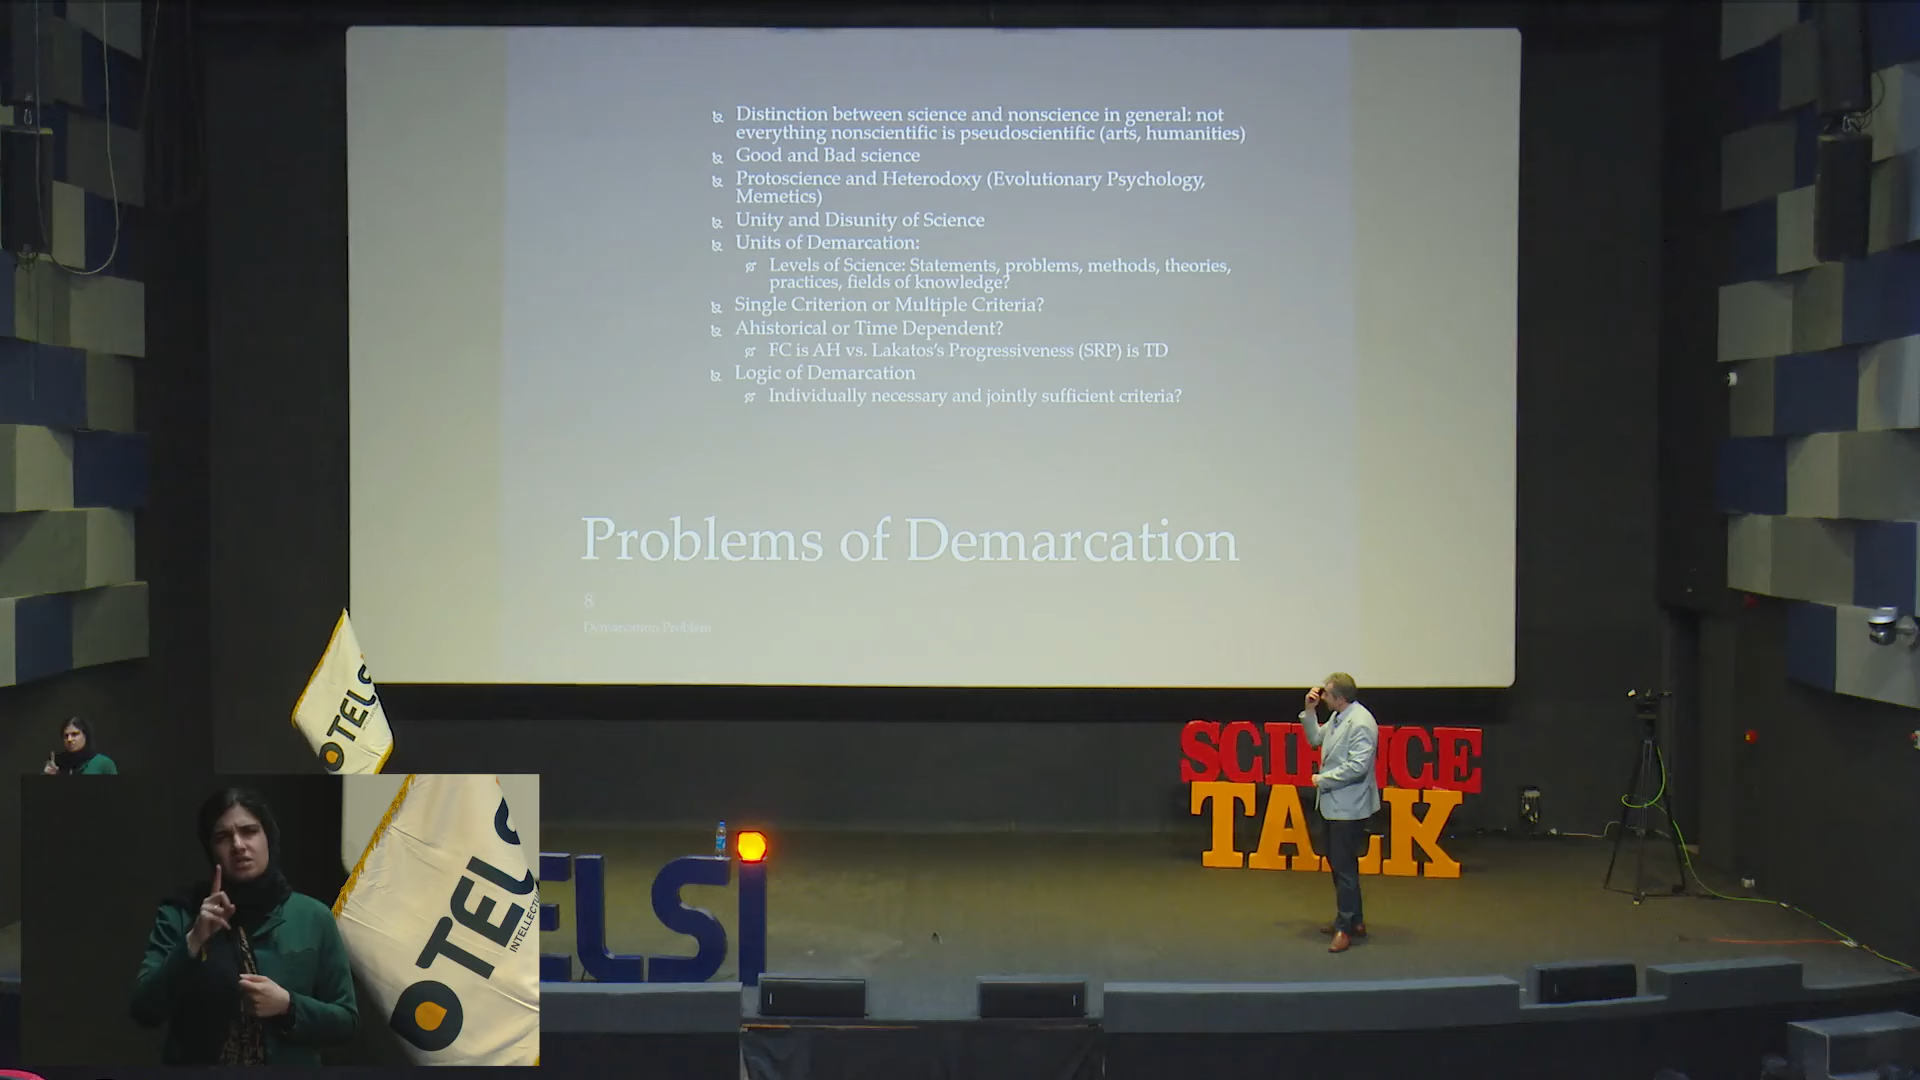 Distinction between science and nonscience in general: not
everything nonscientific is pseudoscientific (arts, humanities)
Good and Bad science
Protoscience and Heterodoxy (Evolutionary Psychology,
Memetics)
Unity and Disunity of Science
Units of Demarcation:
Levels of Science: Statements, problems, methods, theories,
practices, fields of knowledge?
Single Criterion or Multiple Criteria?
Ahistorical or Time Dependent?
FC is AH vs. Lakatos's Progressiveness (SRP) is TD
Logic of Demarcation
Individually necessary and jointly sufficient criteria?
Problems of Demarcation
8
Demarcation Problem
OTELS
SCIENCE
TALK
ELSI
OTELS
INTELLECTU